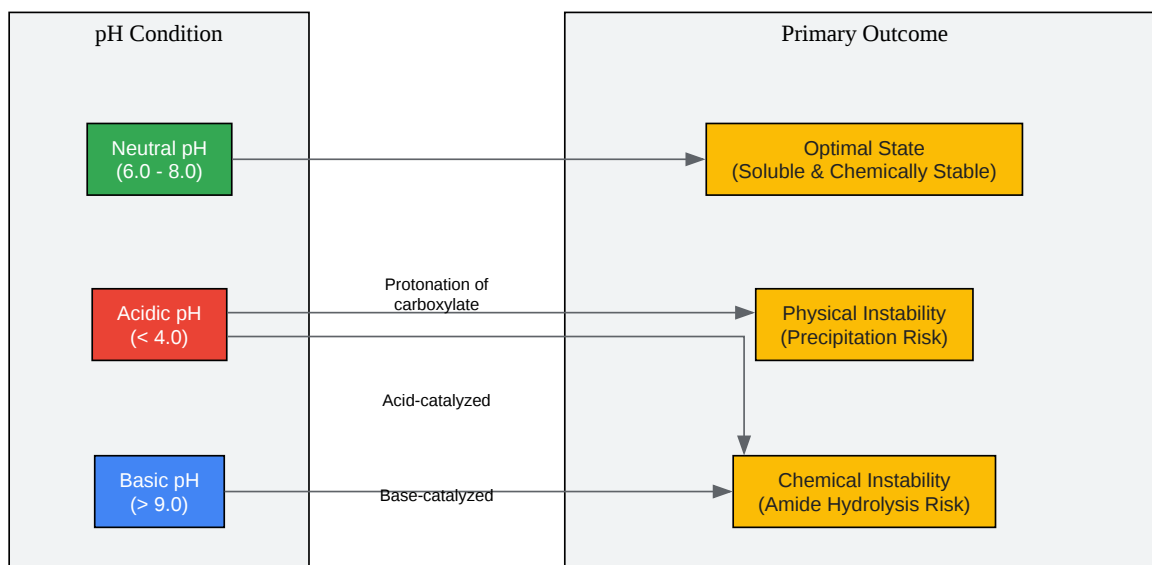 pH Condition
Primary Outcome
Neutral pH
(6.0 - 8.0)
Optimal State
(Soluble & Chemically Stable)
Protonation of
carboxylate
Acidic pH
(< 4.0)
Physical Instability
(Precipitation Risk)
Acid-catalyzed
Basic pH
(> 9.0)
Base-catalyzed
Chemical Instability
(Amide Hydrolysis Risk)